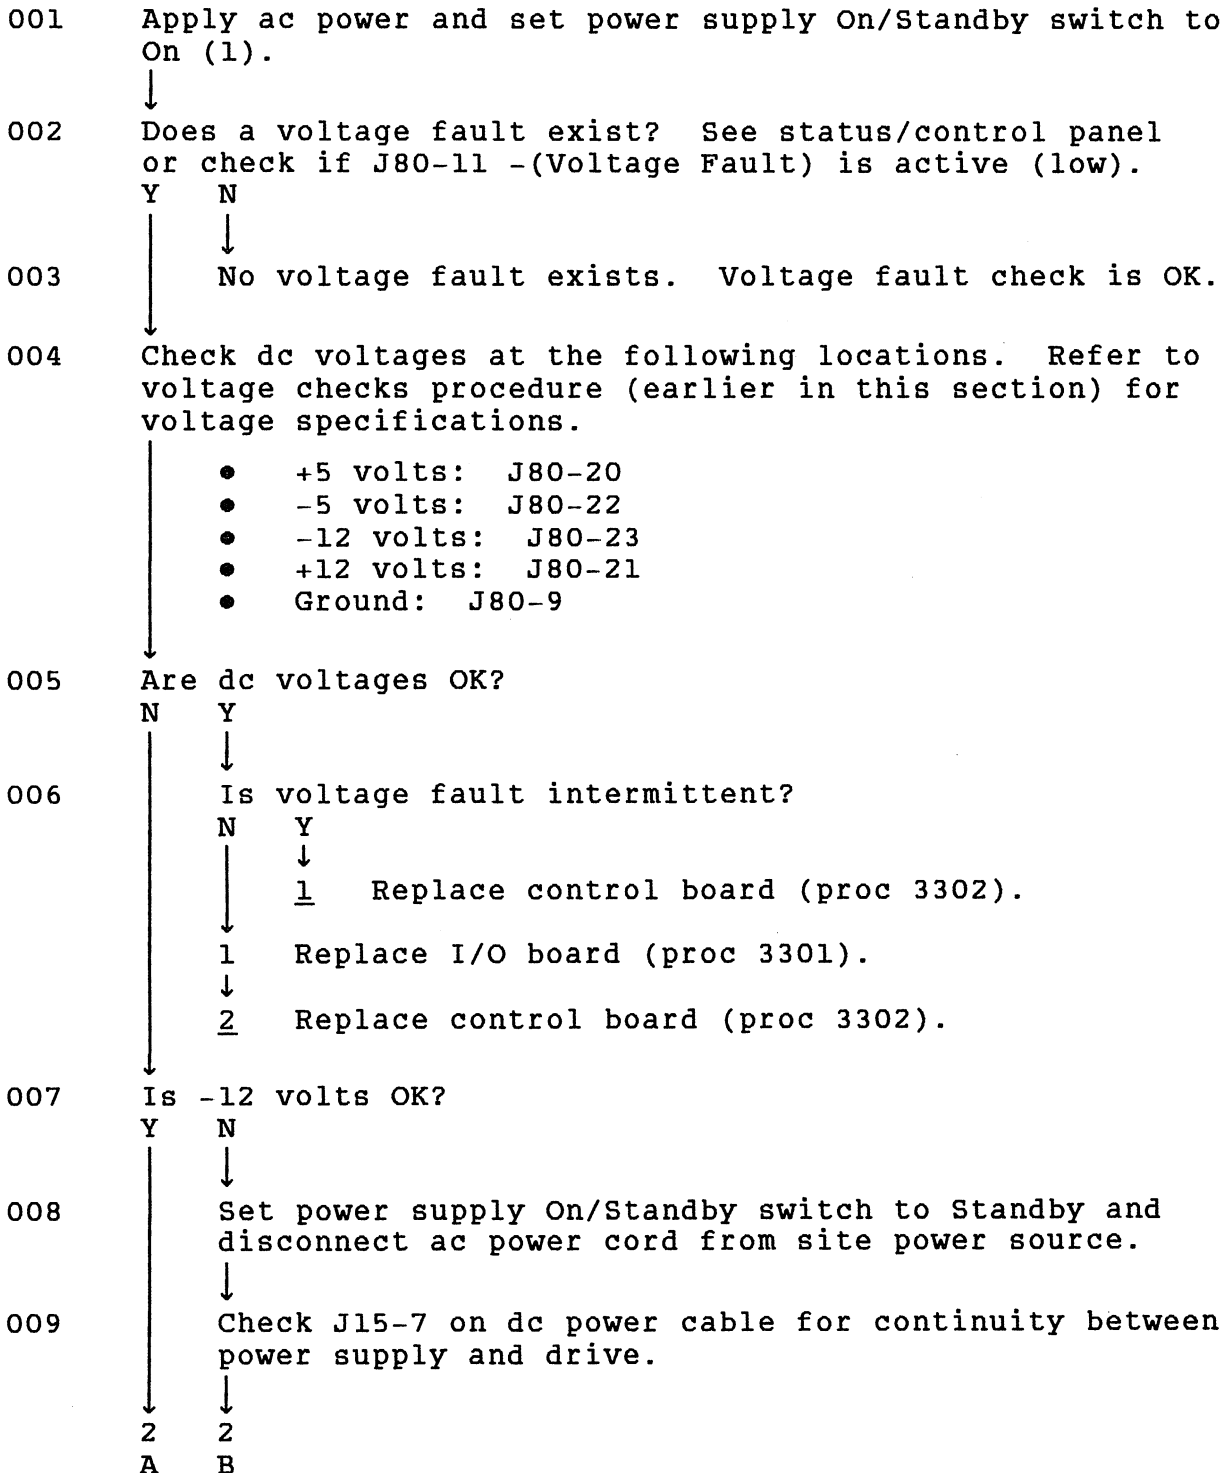 001 Apply ac power and set power supply On/Standby switch to
On (1).
002 Does a voltage fault exist? See status/control panel
or check if J80-11 -(Voltage Fault) is active (low).
Y N
003 No voltage fault exists. Voltage fault check is OK.
004 Check dc voltages at the following locations. Refer to
voltage checks procedure (earlier in this section) for
voltage specifications.
● +5 volts: J80-20
● -5 volts: J80-22
● -12 volts: J80-23
● +12 volts: J80-21
● Ground: J80-9
005 Are dc voltages OK?
N Y
006 Is voltage fault intermittent?
N Y
1 Replace control board (proc 3302).
1 Replace I/O board (proc 3301).
2 Replace control board (proc 3302).
007 Is -12 volts OK?
Y N
008 Set power supply On/Standby switch to Standby and
disconnect ac power cord from site power source.
009 Check J15-7 on dc power cable for continuity between
power supply and drive.
2 2
A B